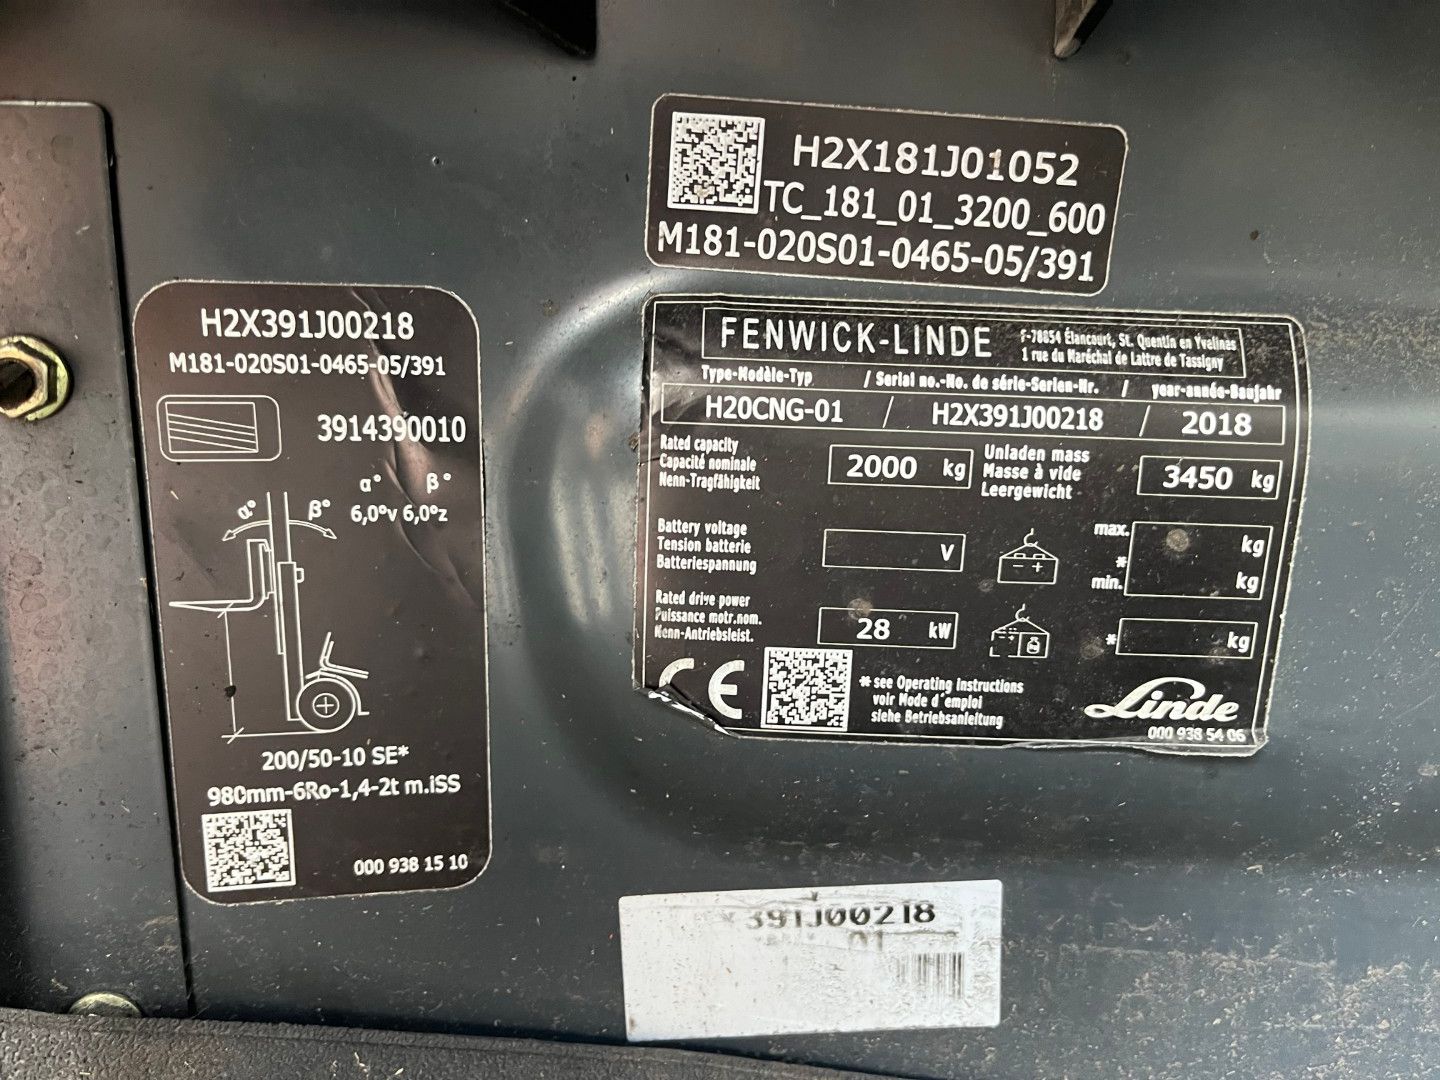 H2X181J01052
TC_181_01_3200_600
M181-020S01-0465-05/391
H2X391J00218
M181-020S01-0465-05/391
3914390010
α° β°
6,0°v 6,0°z
α° β°
200/50-10 SE*
980mm-6Ro-1,4-2t m.iSS
000 938 15 10
FENWICK-LINDE
F-78854 Élancourt, St. Quentin en Yvelines
1 rue du Maréchal de Lattre de Tassigny
Type-Modèle-Typ / Serial no.-No. de série-Serien-Nr. / year-année-Baujahr
H20CNG-01 / H2X391J00218 / 2018
Rated capacity
Capacité nominale
Nenn-Tragfähigkeit
2000 kg
Unladen mass
Masse à vide
Leergewicht
3450 kg
Battery voltage
Tension batterie
Batteriespannung
V
- +
max. kg
*
min. kg
Rated drive power
Puissance motr.nom.
Nenn-Antriebsleist.
28 kW
* kg
CE
* see Operating instructions
voir Mode d'emploi
siehe Betriebsanleitung
Linde
000 938 54 06
391J00218
01